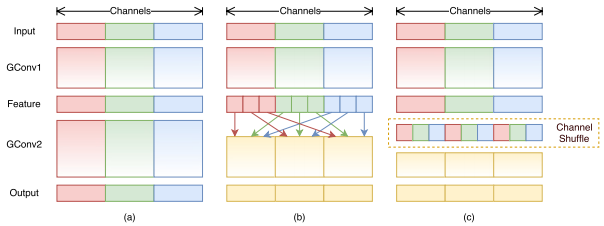 Channels
Channels
Channels
Input
GConv1
Feature
GConv2
Output
Channel
Shuffle
(a)
(b)
(c)